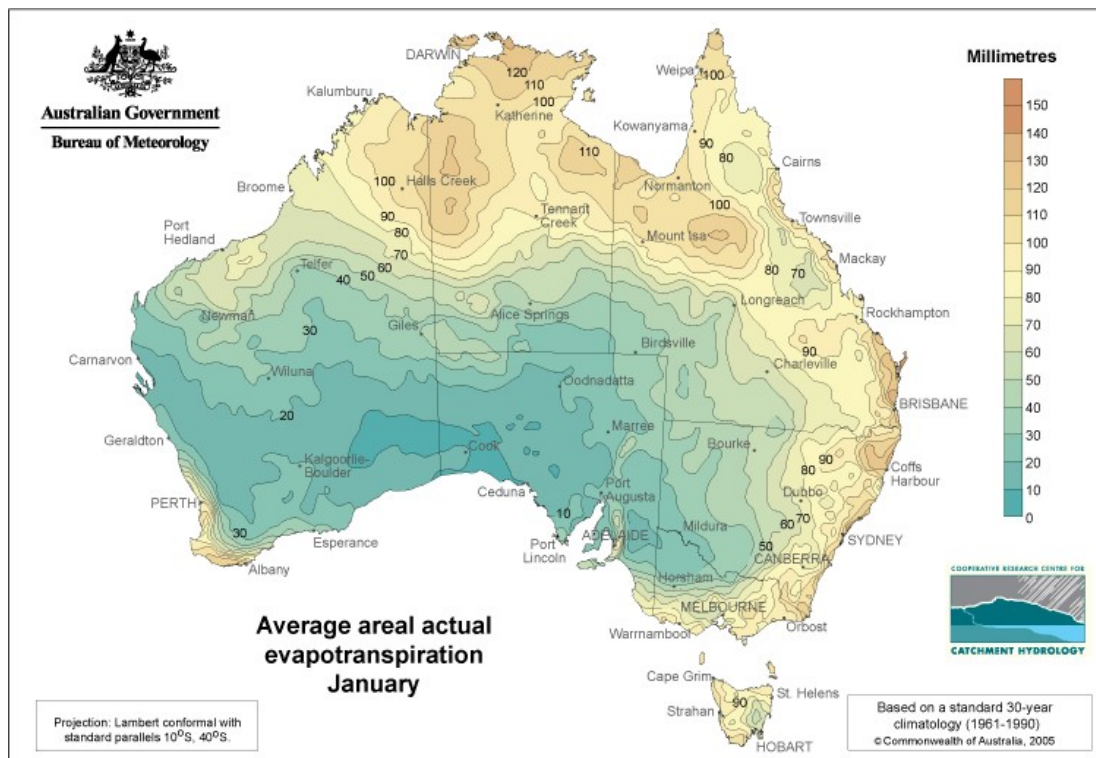 Australian Government
Bureau of Meteorology
Millimetres
150
140
130
120
110
100
90
80
70
60
50
40
30
20
10
0
DARWIN
120
110
100
Katherine
Kalumburu
Weipa
100
Kowanyama
90
80
Cairns
110
Normanton
100
Halls Creek
Broome
90
80
70
60
50
40
Tennant
Creek
100
Mount Isa
Townsville
Mackay
80
70
Port
Hedland
Telfer
Newman
30
Giles
Alice Springs
Longreach
Rockhampton
Birdsville
90
Charleville
Carnarvon
Wiluna
20
Oodnadatta
BRISBANE
Marree
Bourke
90
80
Geraldton
Kalgoorlie-
Boulder
Cook
Coffs
Harbour
PERTH
Ceduna
Port
Augusta
Dubbo
70
60
50
30
Esperance
10
Mildura
ADELAIDE
SYDNEY
Albany
Port
Lincoln
CANBERRA
Horsham
MELBOURNE
Warrnambool
Orbost
Cape Grim
St. Helens
90
Strahan
HOBART
Average areal actual
evapotranspiration
January
COOPERATIVE RESEARCH CENTRE FOR
CATCHMENT HYDROLOGY
Projection: Lambert conformal with
standard parallels 10°S, 40°S.
Based on a standard 30-year
climatology (1961-1990)
© Commonwealth of Australia, 2005